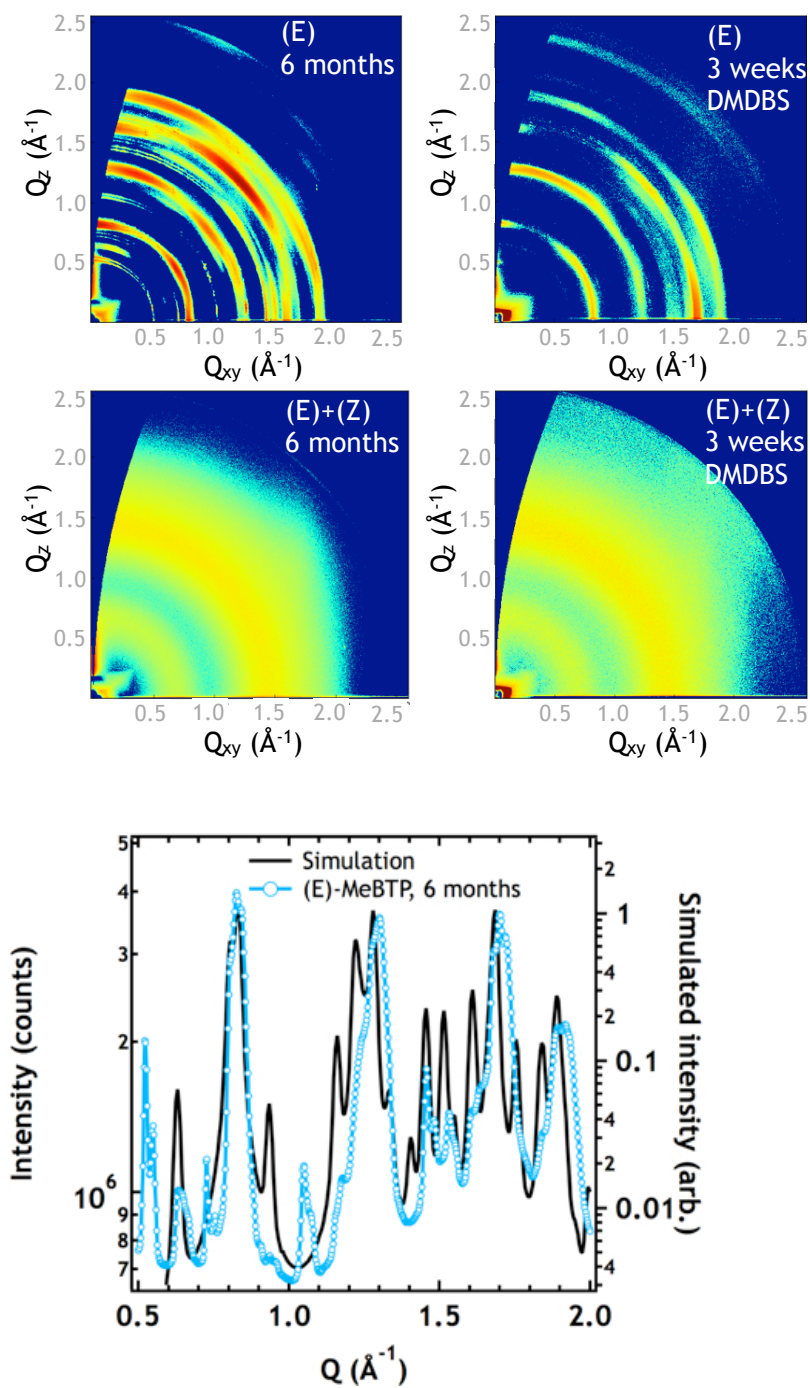 2.5
2.0
1.5
1.0
0.5
Qz (Å-1)
(E)
6 months
0.5 1.0 1.5 2.0 2.5
Qxy (Å-1)
2.5
2.0
1.5
1.0
0.5
Qz (Å-1)
(E)
3 weeks
DMDBS
0.5 1.0 1.5 2.0 2.5
Qxy (Å-1)
2.5
2.0
1.5
1.0
0.5
Qz (Å-1)
(E)+(Z)
6 months
0.5 1.0 1.5 2.0 2.5
Qxy (Å-1)
2.5
2.0
1.5
1.0
0.5
Qz (Å-1)
(E)+(Z)
3 weeks
DMDBS
0.5 1.0 1.5 2.0 2.5
Qxy (Å-1)
Intensity (counts)
5
4
3
2
106
9
8
7
6
Simulation
(E)-MeBTP, 6 months
2
1
4
2
0.1
4
2
0.01
4
Simulated intensity (arb.)
0.5 1.0 1.5 2.0
Q (Å-1)